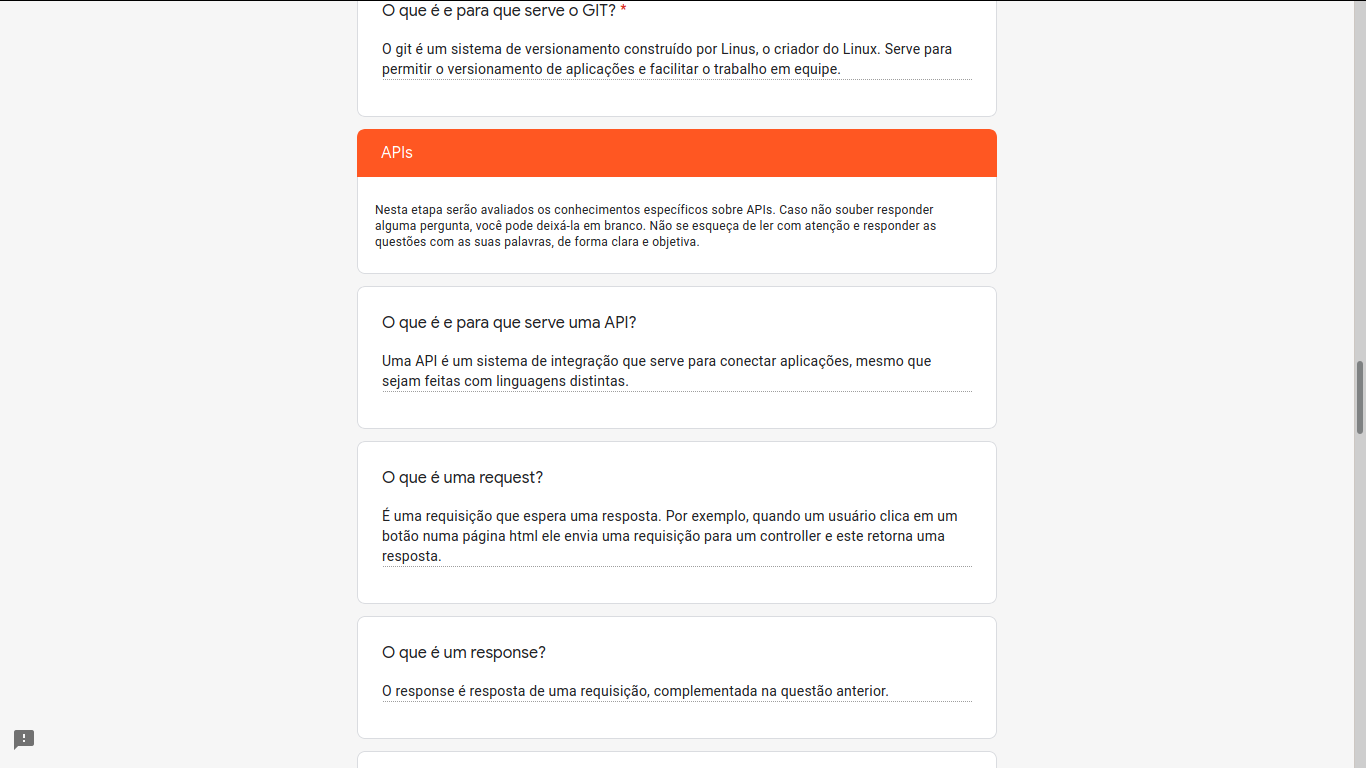 O que é e para que serve o GIT? *
O git é um sistema de versionamento construído por Linus, o criador do Linux. Serve para
permitir o versionamento de aplicações e facilitar o trabalho em equipe.
APIs
Nesta etapa serão avaliados os conhecimentos específicos sobre APIs. Caso não souber responder
alguma pergunta, você pode deixá-la em branco. Não se esqueça de ler com atenção e responder as
questões com as suas palavras, de forma clara e objetiva.
O que é e para que serve uma API?
Uma API é um sistema de integração que serve para conectar aplicações, mesmo que
sejam feitas com linguagens distintas.
O que é uma request?
É uma requisição que espera uma resposta. Por exemplo, quando um usuário clica em um
botão numa página html ele envia uma requisição para um controller e este retorna uma
resposta.
O que é um response?
O response é resposta de uma requisição, complementada na questão anterior.